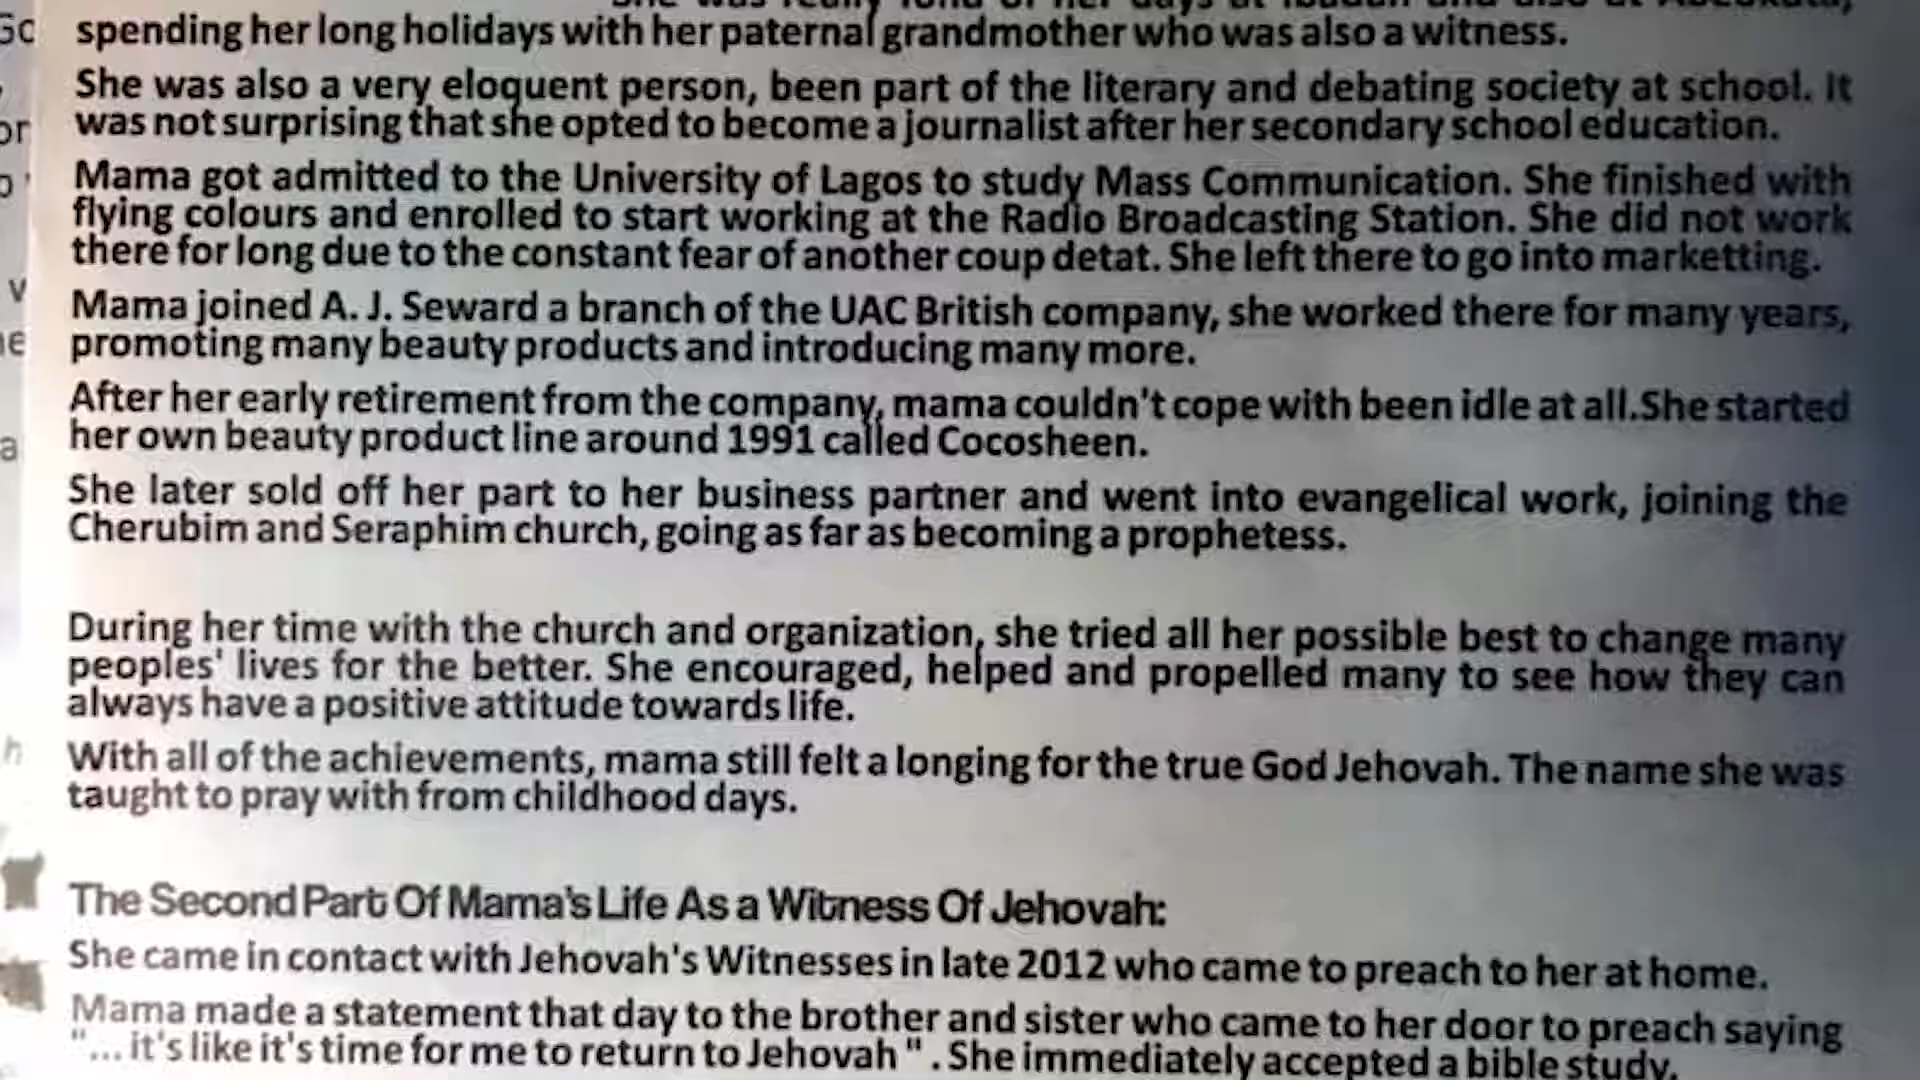 She was really fond of her days at Ibadan and also at Abeokuta,
spending her long holidays with her paternal grandmother who was also a witness.
She was also a very eloquent person, been part of the literary and debating society at school. It
was not surprising that she opted to become a journalist after her secondary school education.
Mama got admitted to the University of Lagos to study Mass Communication. She finished with
flying colours and enrolled to start working at the Radio Broadcasting Station. She did not work
there for long due to the constant fear of another coup detat. She left there to go into marketting.
Mama joined A. J. Seward a branch of the UAC British company, she worked there for many years,
promoting many beauty products and introducing many more.
After her early retirement from the company, mama couldn't cope with been idle at all.She started
her own beauty product line around 1991 called Cocosheen.
She later sold off her part to her business partner and went into evangelical work, joining the
Cherubim and Seraphim church, going as far as becoming a prophetess.
During her time with the church and organization, she tried all her possible best to change many
peoples' lives for the better. She encouraged, helped and propelled many to see how they can
always have a positive attitude towards life.
With all of the achievements, mama still felt a longing for the true God Jehovah. The name she was
taught to pray with from childhood days.
The Second Part Of Mama's Life As a Witness Of Jehovah:
She came in contact with Jehovah's Witnesses in late 2012 who came to preach to her at home.
Mama made a statement that day to the brother and sister who came to her door to preach saying
"... it's like it's time for me to return to Jehovah ". She immediately accepted a bible study.